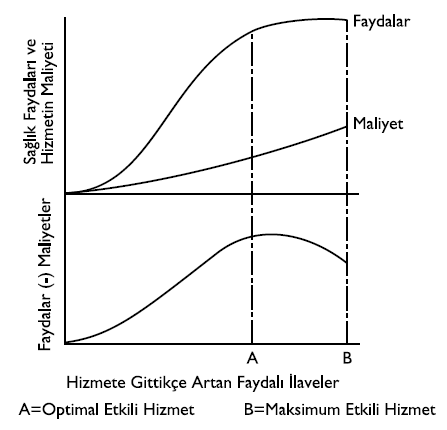 Faydalar
Sağlık Faydaları ve
Hizmetin Maliyeti
Maliyet
Faydalar (-) Maliyetler
A
B
Hizmete Gittikçe Artan Faydalı İlaveler
A=Optimal Etkili Hizmet
B=Maksimum Etkili Hizmet